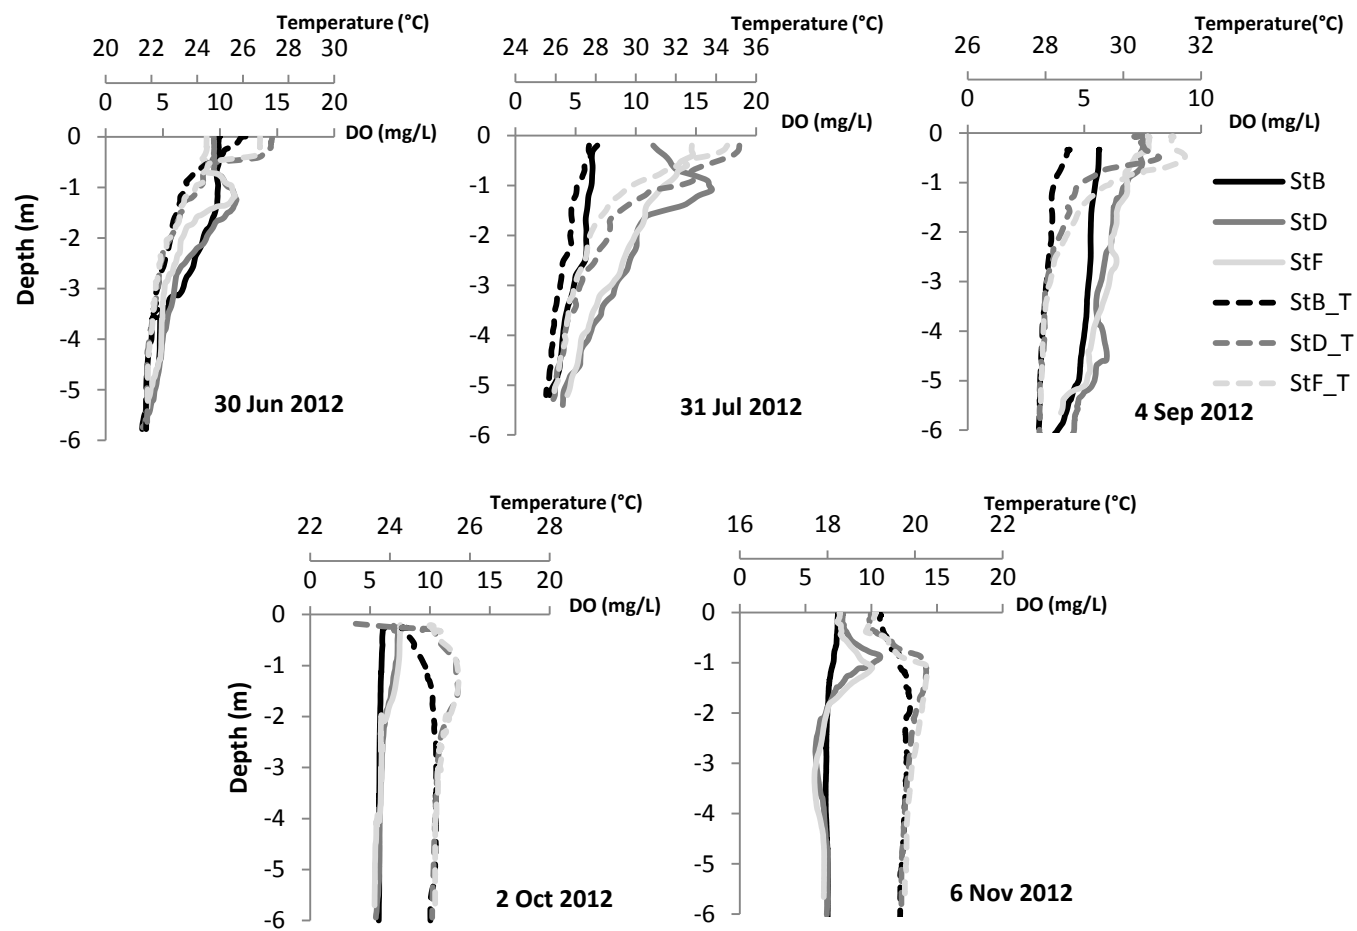 Temperature (°C)
20 22 24 26 28 30
0 5 10 15 20
DO (mg/L)
0
-1
-2
-3
-4
-5
-6
Depth (m)
30 Jun 2012
Temperature (°C)
24 26 28 30 32 34 36
0 5 10 15 20
DO (mg/L)
0
-1
-2
-3
-4
-5
-6
31 Jul 2012
Temperature(°C)
26 28 30 32
0 5 10
DO (mg/L)
0
-1
-2
-3
-4
-5
-6
4 Sep 2012
StB
StD
StF
StB_T
StD_T
StF_T
Temperature (°C)
22 24 26 28
0 5 10 15 20
DO (mg/L)
0
-1
-2
-3
-4
-5
-6
Depth (m)
2 Oct 2012
Temperature (°C)
16 18 20 22
0 5 10 15 20
DO (mg/L)
0
-1
-2
-3
-4
-5
-6
6 Nov 2012